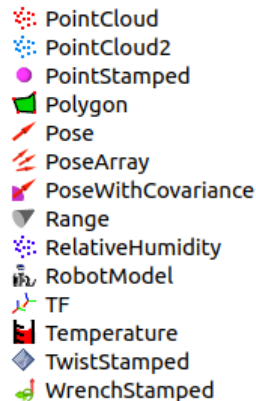 PointCloud
PointCloud2
PointStamped
Polygon
Pose
PoseArray
PoseWithCovariance
Range
RelativeHumidity
RobotModel
TF
Temperature
TwistStamped
WrenchStamped